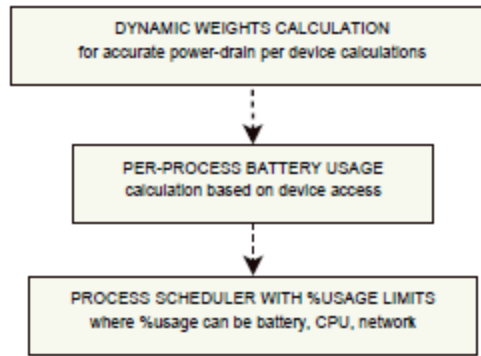 DYNAMIC WEIGHTS CALCULATION
for accurate power-drain per device calculations
PER-PROCESS BATTERY USAGE
calculation based on device access
PROCESS SCHEDULER WITH %USAGE LIMITS
where %usage can be battery, CPU, network